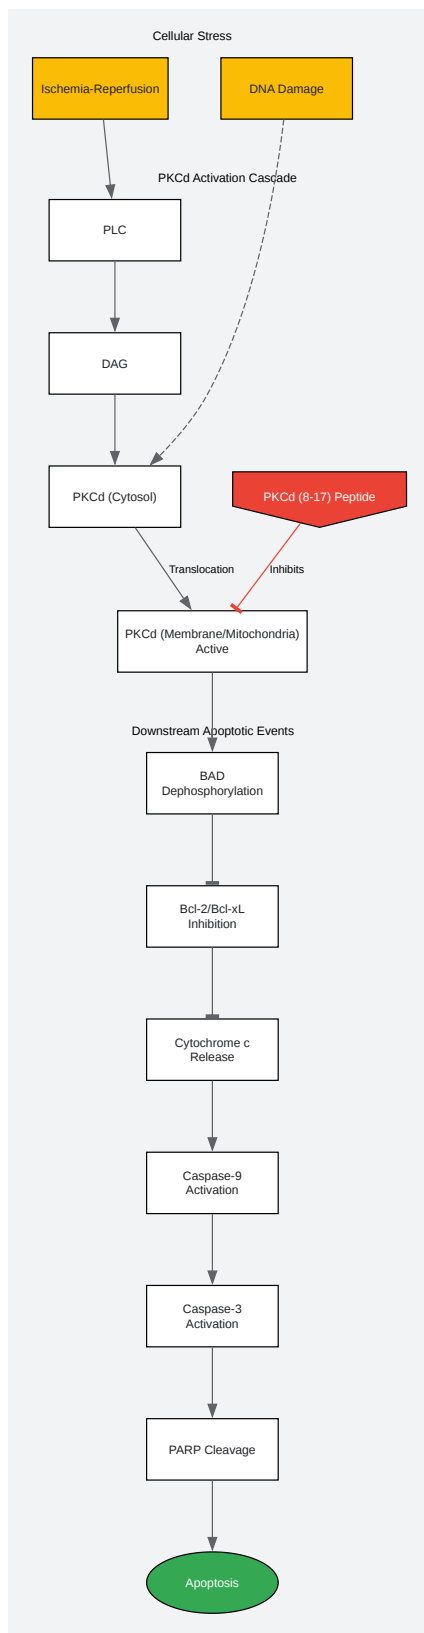 Cellular Stress
Ischemia-Reperfusion
DNA Damage
PKCd Activation Cascade
PLC
DAG
PKCd (Cytosol)
PKCd (8-17) Peptide
Translocation
Inhibits
PKCd (Membrane/Mitochondria)
Active
Downstream Apoptotic Events
BAD
Dephosphorylation
Bcl-2/Bcl-xL
Inhibition
Cytochrome c
Release
Caspase-9
Activation
Caspase-3
Activation
PARP Cleavage
Apoptosis